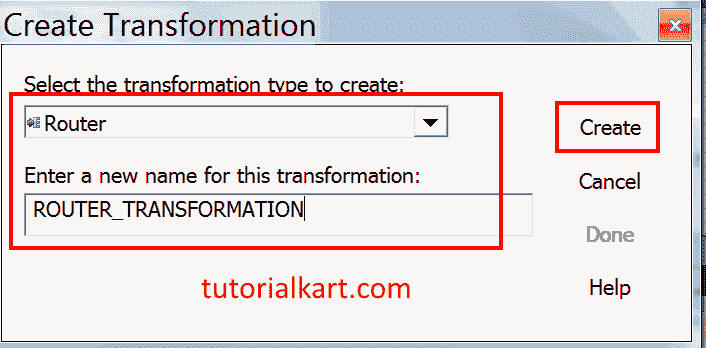 Create Transformation
Select the transformation type to create:
Router
Create
Enter a new name for this transformation:
Cancel
ROUTER_TRANSFORMATION
Done
tutorialkart.com
Help